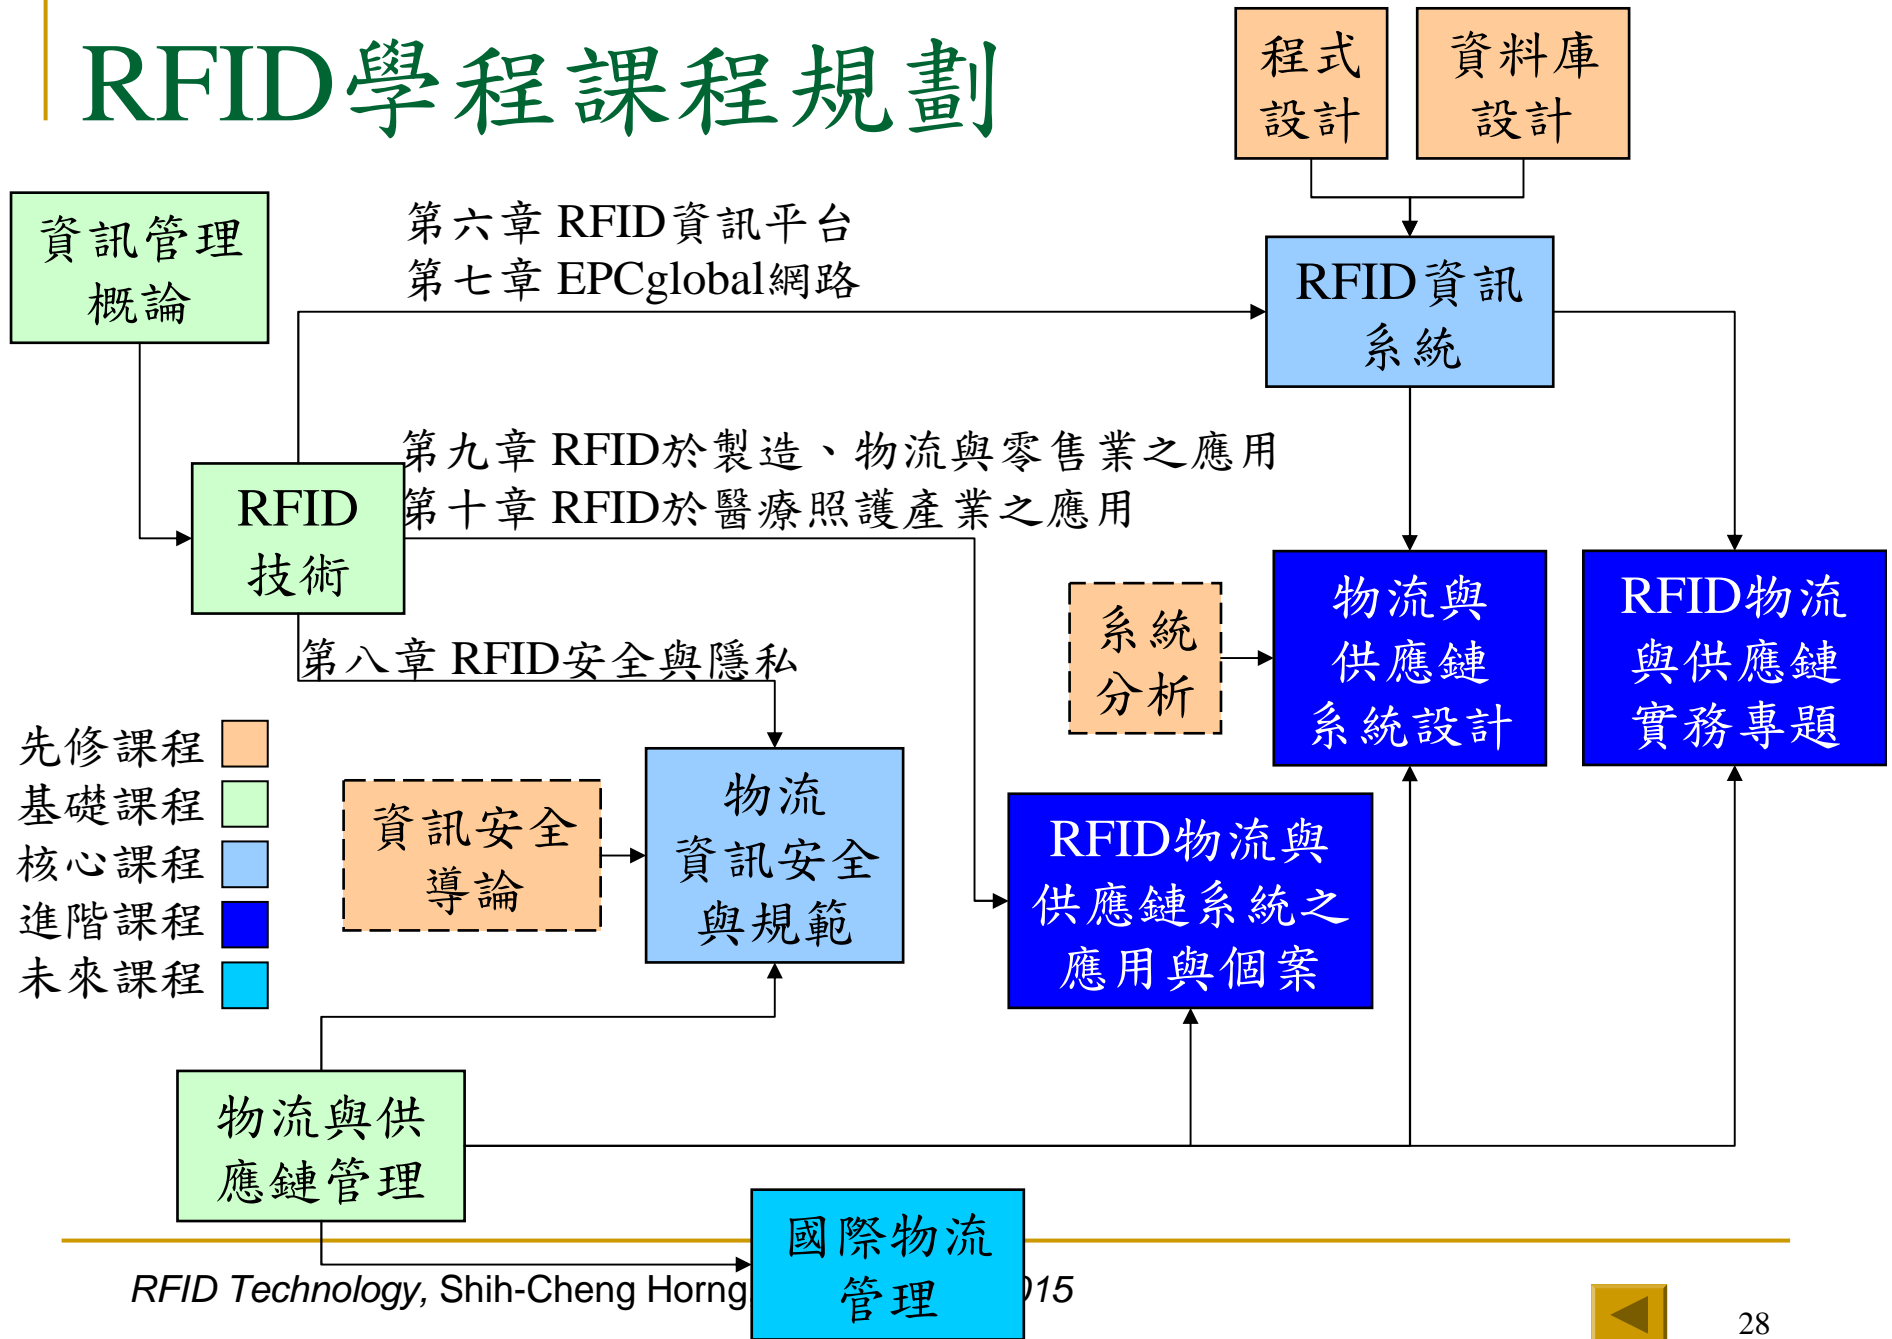 RFID學程課程規劃
程式
設計
資料庫
設計
資訊管理
概論
第六章 RFID資訊平台
第七章 EPCglobal網路
RFID資訊
系統
第九章 RFID於製造、物流與零售業之應用
第十章 RFID於醫療照護產業之應用
RFID
技術
第八章 RFID安全與隱私
系統
分析
物流與
供應鏈
系統設計
RFID物流
與供應鏈
實務專題
先修課程
基礎課程
核心課程
進階課程
未來課程
資訊安全
導論
物流
資訊安全
與規範
RFID物流與
供應鏈系統之
應用與個案
物流與供
應鏈管理
國際物流
管理
RFID Technology, Shih-Cheng Horng
15
28